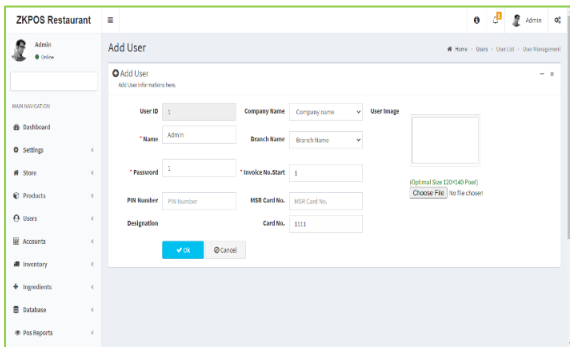 ZKPOS Restaurant
Admin
Admin
Online
Add User
Home > Users > User List > User Management
Add User
Add User informations here.
MAIN NAVIGATION
Dashboard
Settings
Store
Products
Users
Accounts
Inventory
Ingredients
Database
Pos Reports
User ID 1
Company Name Company name
User Image
* Name Admin
Branch Name Branch Name
* Password 1
* Invoice No.Start 1
(Optimal Size 120*140 Pixel)
Choose File No file chosen
PIN Number PIN Number
MSR Card No. MSR Card No.
Designation
Card No. 1111
Ok Cancel